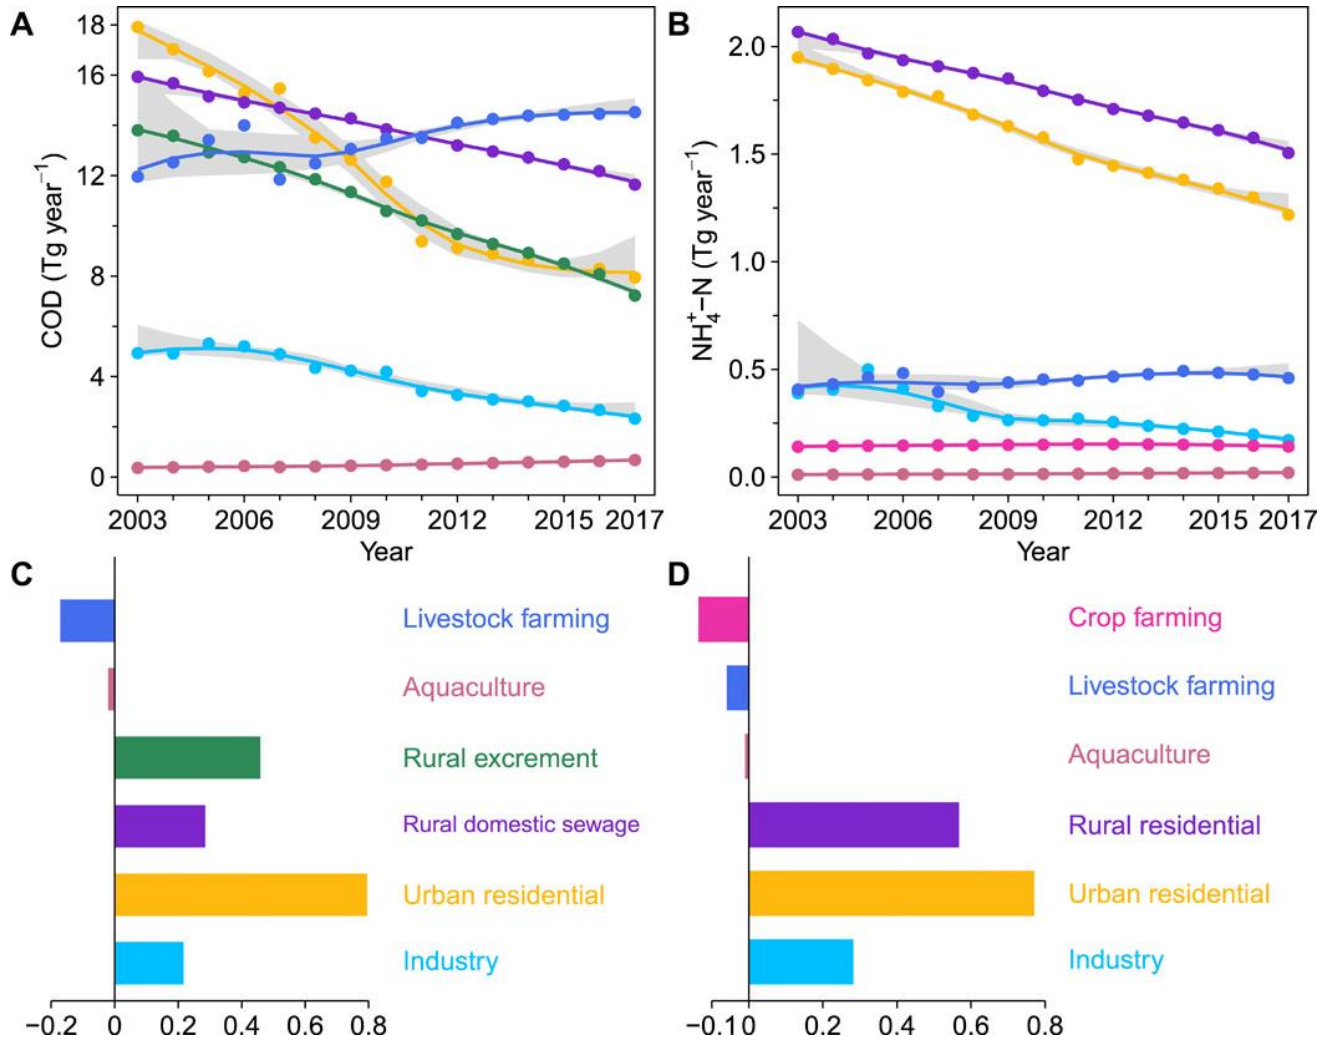 A
COD (Tg year⁻¹)
18
16
12
8
4
0
2003 2006 2009 2012 2015 2017
Year
B
NH₄⁺−N (Tg year⁻¹)
2.0
1.5
1.0
0.5
0.0
2003 2006 2009 2012 2015 2017
Year
C
Livestock farming
Aquaculture
Rural excrement
Rural domestic sewage
Urban residential
Industry
−0.2 0 0.2 0.4 0.6 0.8
D
Crop farming
Livestock farming
Aquaculture
Rural residential
Urban residential
Industry
−0.1 0 0.2 0.4 0.6 0.8